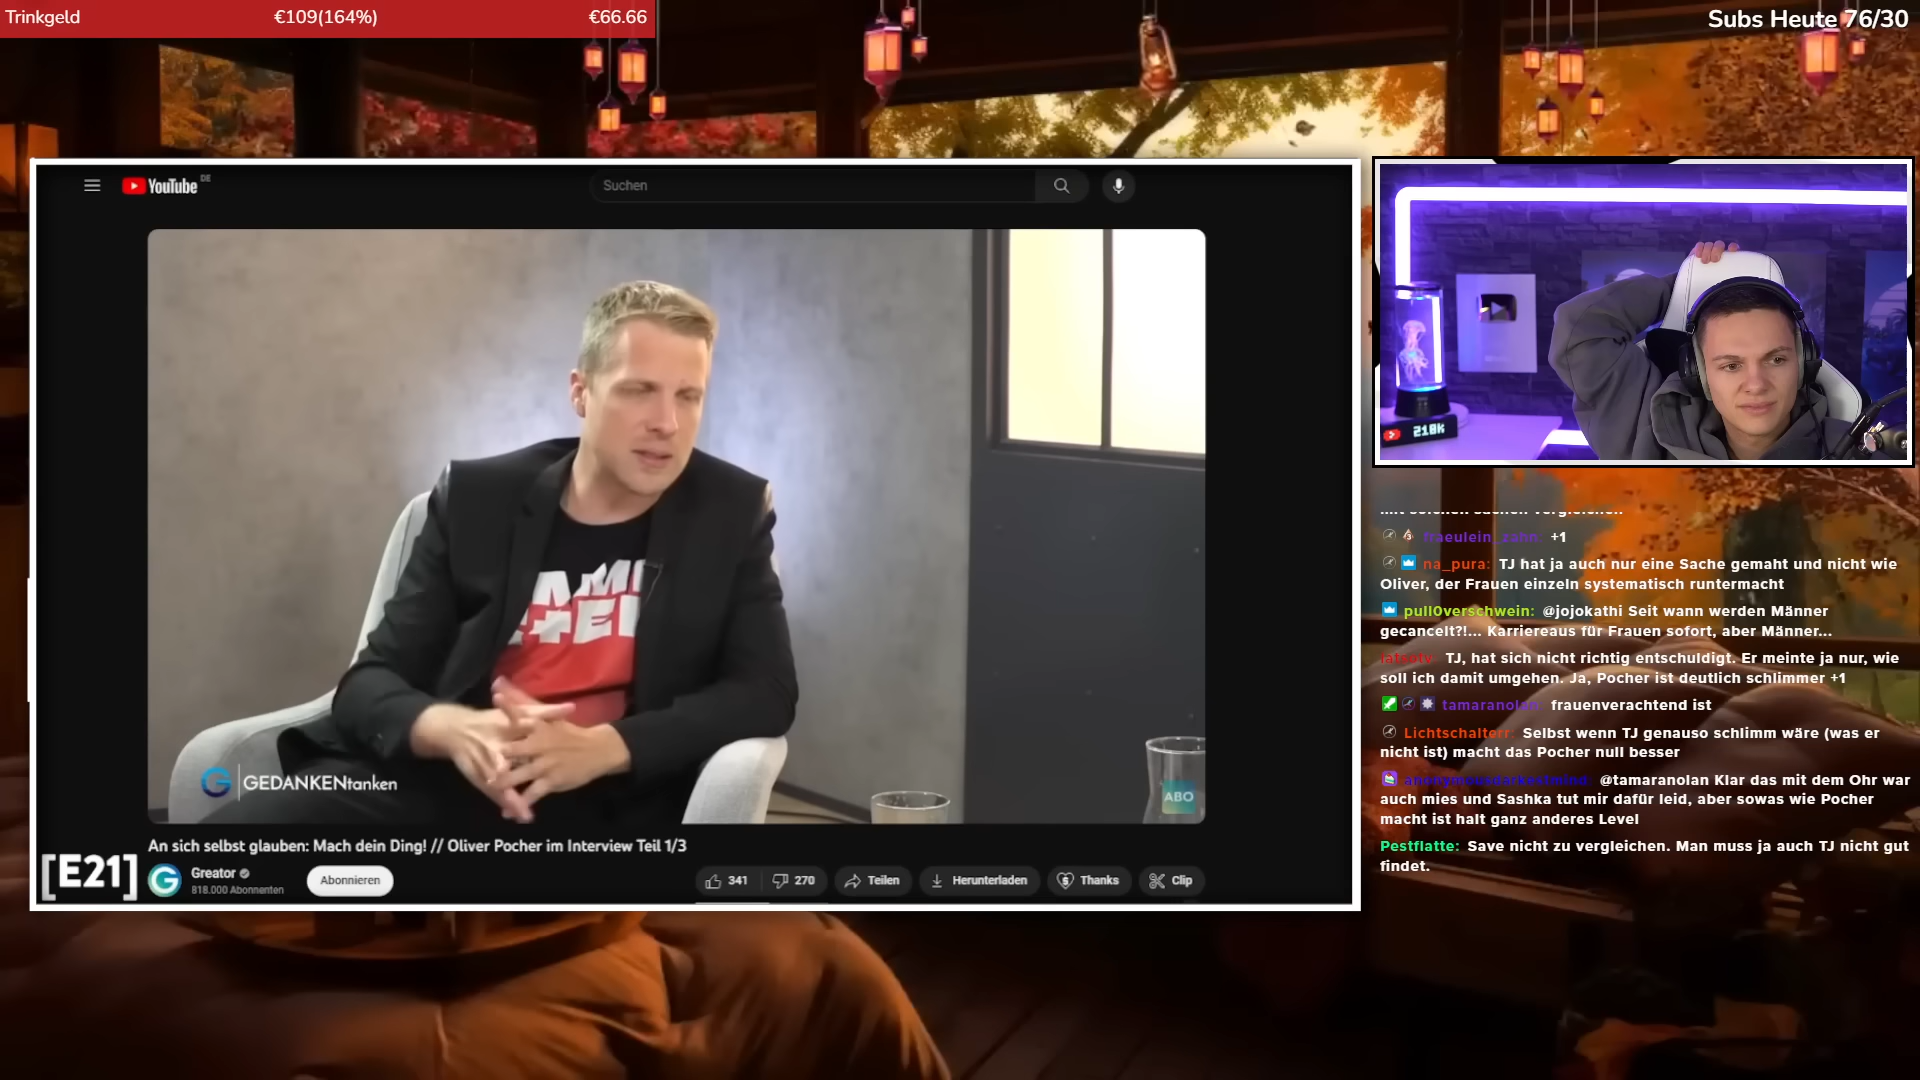 Trinkgeld €109(164%) €66.66
Subs Heute 76/30
YouTube DE
Suchen
GEDANKENtanken
ABO
An sich selbst glauben: Mach dein Ding! // Oliver Pocher im Interview Teil 1/3
[E21]
Greator
818.000 Abonnenten
Abonnieren
341
270
Teilen
Herunterladen
Thanks
Clip
218k
fraeulein_zahn: +1
na_pura: TJ hat ja auch nur eine Sache gemaht und nicht wie
Oliver, der Frauen einzeln systematisch runtermacht
pull0verschwein: @jojokathi Seit wann werden Männer
gecancelt?!... Karriereaus für Frauen sofort, aber Männer...
TJ, hat sich nicht richtig entschuldigt. Er meinte ja nur, wie
soll ich damit umgehen. Ja, Pocher ist deutlich schlimmer +1
tamaranolan: frauenverachtend ist
Lichtschalterr: Selbst wenn TJ genauso schlimm wäre (was er
nicht ist) macht das Pocher null besser
@tamaranolan Klar das mit dem Ohr war
auch mies und Sashka tut mir dafür leid, aber sowas wie Pocher
macht ist halt ganz anderes Level
Pestflatte: Save nicht zu vergleichen. Man muss ja auch TJ nicht gut
findet.